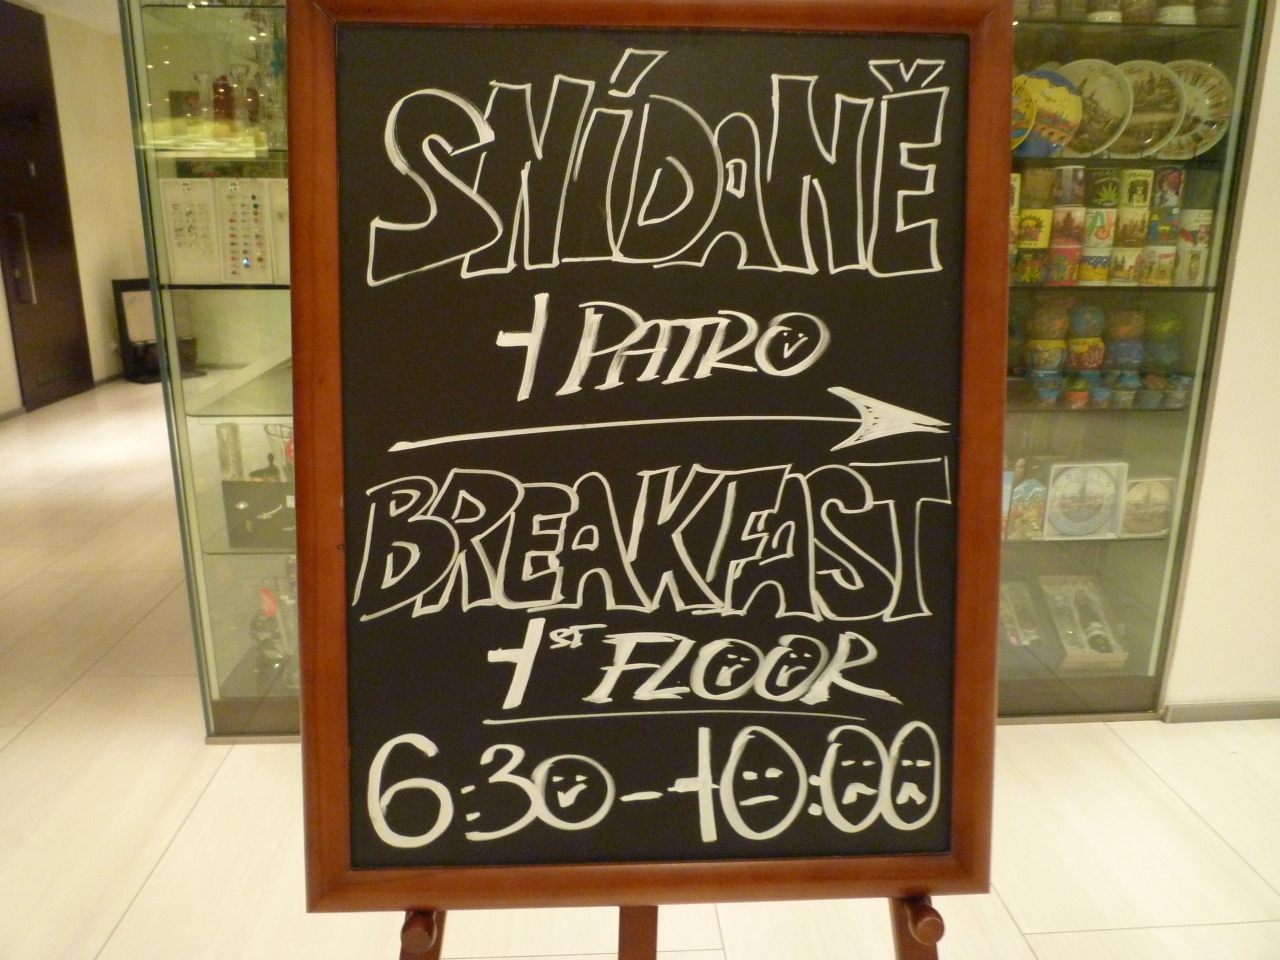 SNÍDANĚ
1 PATRO
BREAKFAST
1ST FLOOR
6:30 - 10:00